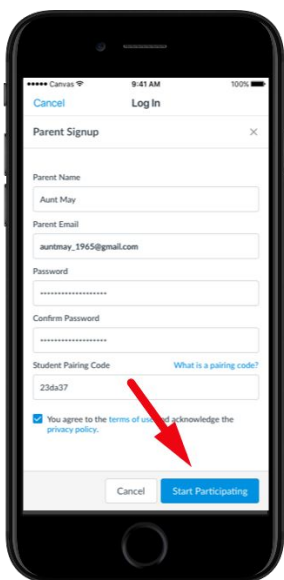 Canvas 9:41 AM 100%
Cancel Log In
Parent Signup ×
Parent Name
Aunt May
Parent Email
auntmay_1965@gmail.com
Password
Confirm Password
Student Pairing Code What is a pairing code?
23da37
You agree to the terms of use and acknowledge the
privacy policy.
Cancel Start Participating